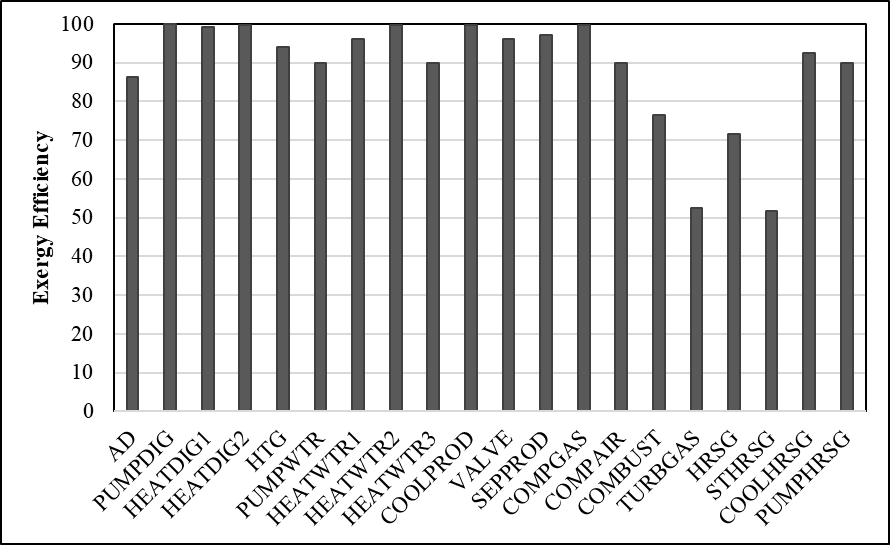 Exergy Efficiency
100
90
80
70
60
50
40
30
20
10
0
AD
PUMPDIG
HEATDIG1
HEATDIG2
HTG
PUMPWTR
HEATWTR1
HEATWTR2
HEATWTR3
COOLPROD
VALVE
SEPPROD
COMPGAS
COMPAIR
COMBUST
TURBGAS
HRSG
STHRSG
COOLHRSG
PUMPHRSG